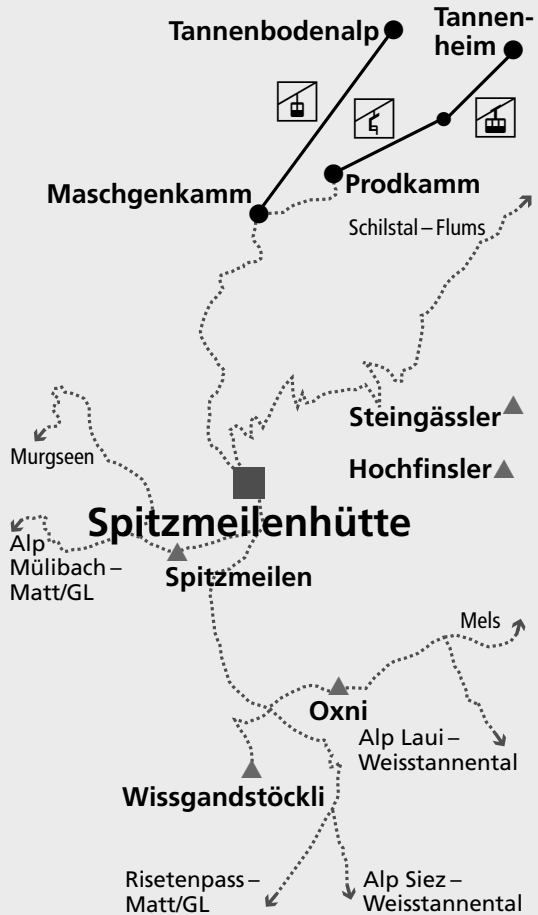 Tannenbodenalp
Tannen-
heim
Maschgenkamm
Prodkamm
Schilstal – Flums
Steingässler
Murgseen
Hochfinsler
Spitzmeilenhütte
Alp
Mülibach –
Matt/GL
Spitzmeilen
Mels
Oxni
Alp Laui –
Weisstannental
Wissgandstöckli
Risetenpass –
Matt/GL
Alp Siez –
Weisstannental